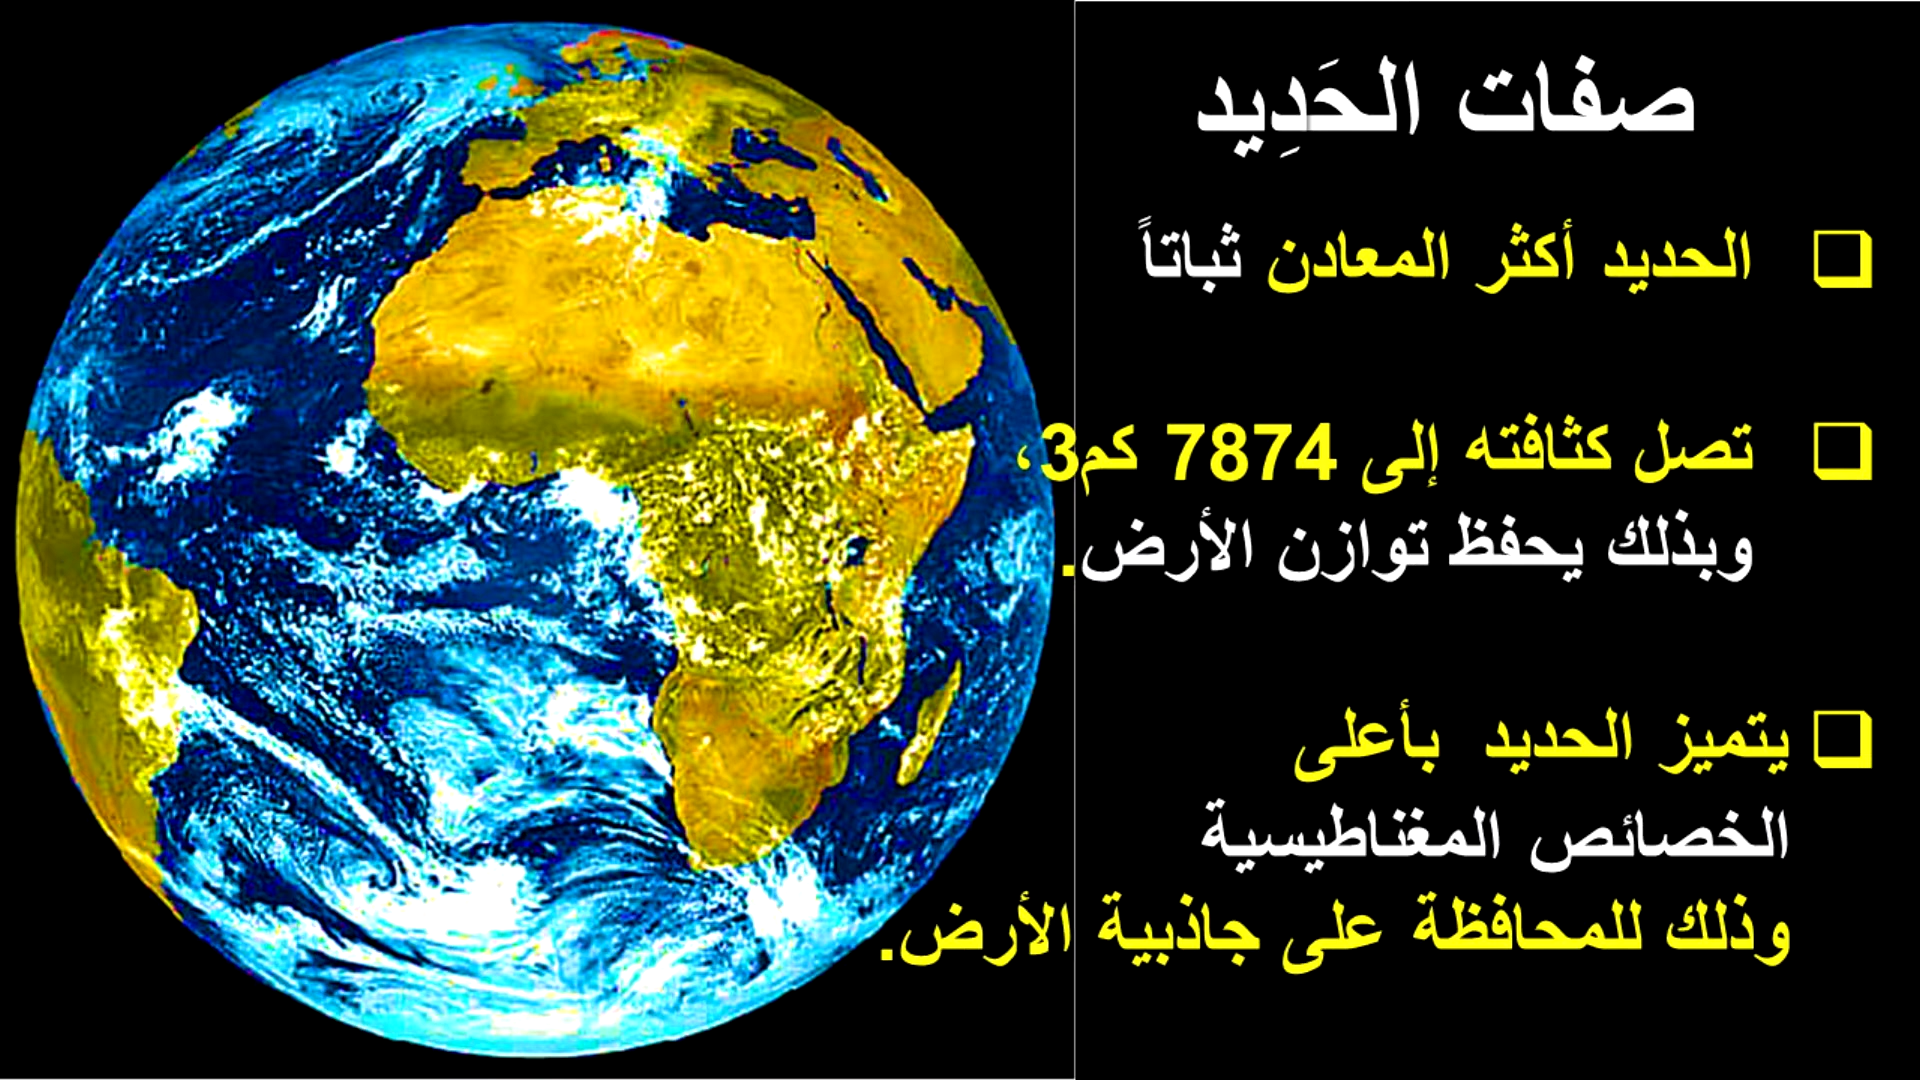 صفات الحَدِيد
الحديد أكثر المعادن ثباتاً
تصل كثافته إلى 7874 كم3،
وبذلك يحفظ توازن الأرض.
يتميز الحديد بأعلى
الخصائص المغناطيسية
وذلك للمحافظة على جاذبية الأرض.